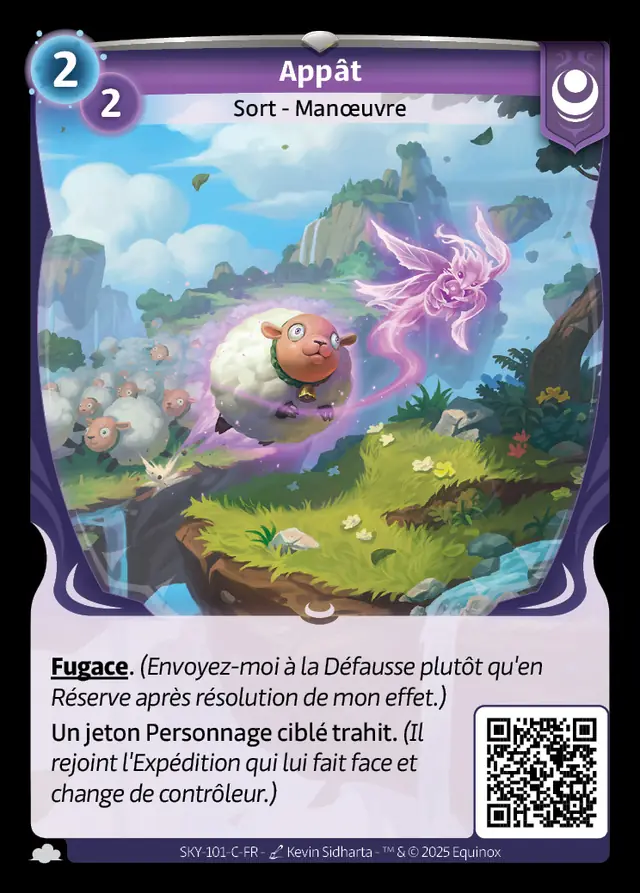 2
2
Appât
Sort - Manœuvre
Fugace. (Envoyez-moi à la Défausse plutôt qu'en
Réserve après résolution de mon effet.)
Un jeton Personnage ciblé trahit. (Il
rejoint l'Expédition qui lui fait face et
change de contrôleur.)
SKY-101-C-FR - Kevin Sidharta - ™ & © 2025 Equinox